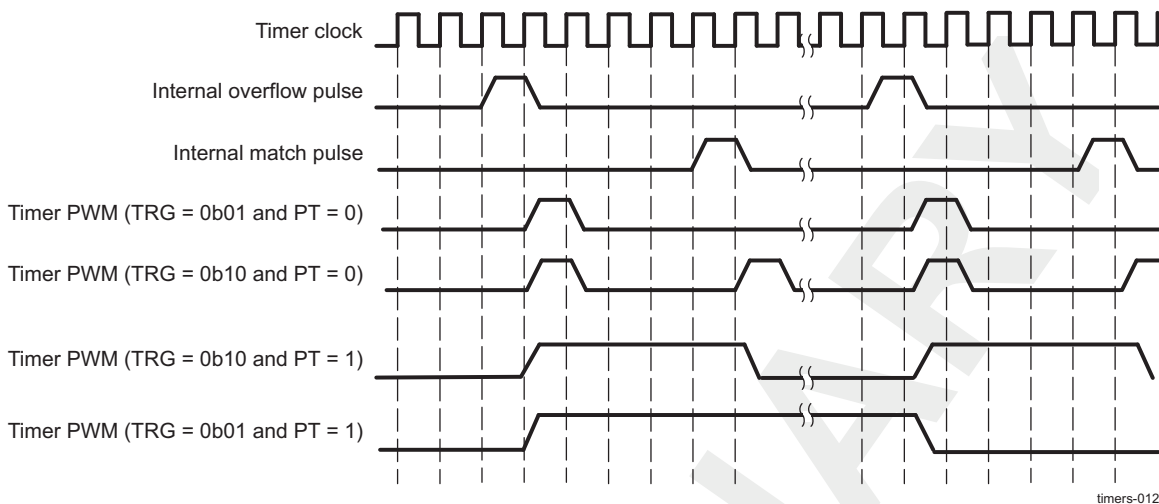 Timer clock
Internal overflow pulse
Internal match pulse
Timer PWM (TRG = 0b01 and PT = 0)
Timer PWM (TRG = 0b10 and PT = 0)
Timer PWM (TRG = 0b10 and PT = 1)
Timer PWM (TRG = 0b01 and PT = 1)
timers-012